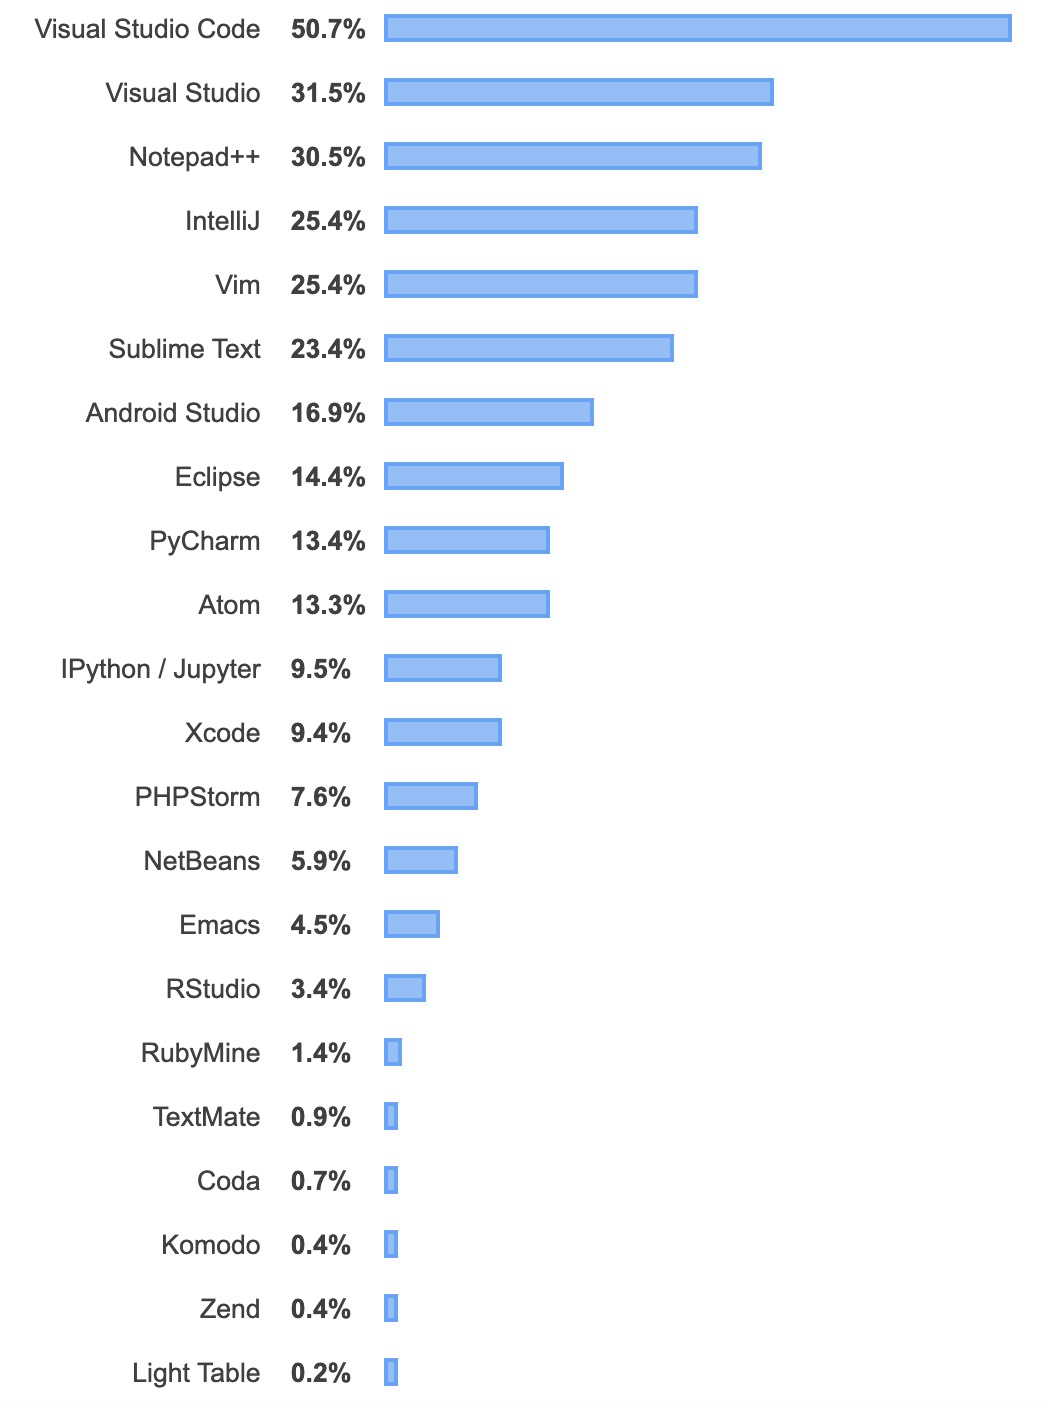 Visual Studio Code 50.7%
Visual Studio 31.5%
Notepad++ 30.5%
IntelliJ 25.4%
Vim 25.4%
Sublime Text 23.4%
Android Studio 16.9%
Eclipse 14.4%
PyCharm 13.4%
Atom 13.3%
IPython / Jupyter 9.5%
Xcode 9.4%
PHPStorm 7.6%
NetBeans 5.9%
Emacs 4.5%
RStudio 3.4%
RubyMine 1.4%
TextMate 0.9%
Coda 0.7%
Komodo 0.4%
Zend 0.4%
Light Table 0.2%